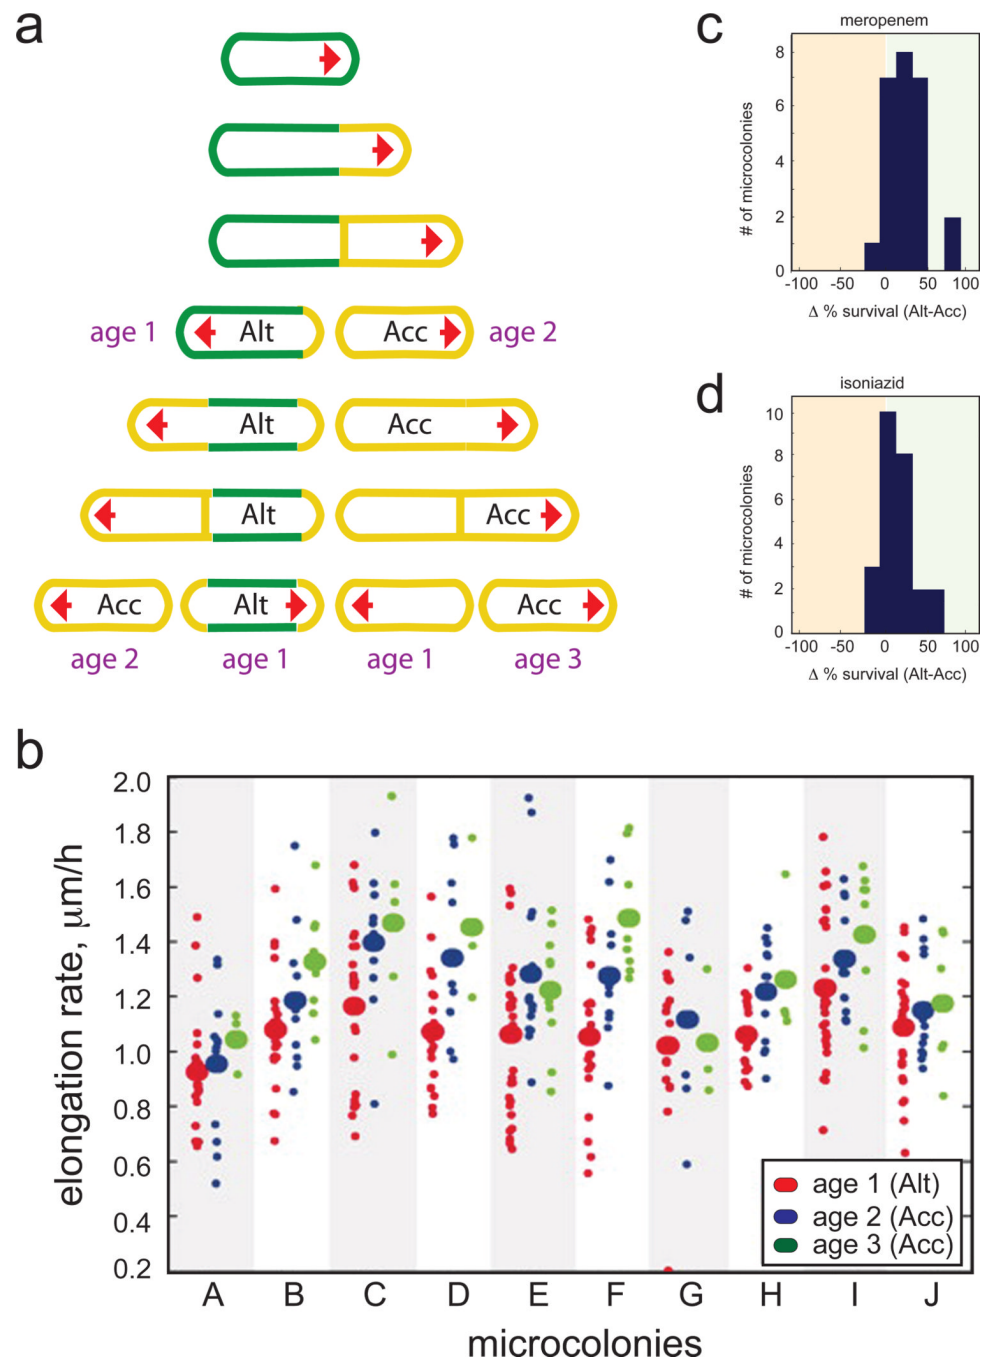 a
age 1
Alt
Acc
age 2
Alt
Acc
Alt
Acc
Acc
Alt
Acc
age 2
age 1
age 1
age 3
c
meropenem
# of microcolonies
8
6
4
2
0
-100
-50
0
50
100
Δ % survival (Alt-Acc)
d
isoniazid
# of microcolonies
10
8
6
4
2
0
-100
-50
0
50
100
Δ % survival (Alt-Acc)
b
elongation rate, μm/h
2.0
1.8
1.6
1.4
1.2
1.0
0.8
0.6
0.4
0.2
age 1 (Alt)
age 2 (Acc)
age 3 (Acc)
A B C D E F G H I J
microcolonies